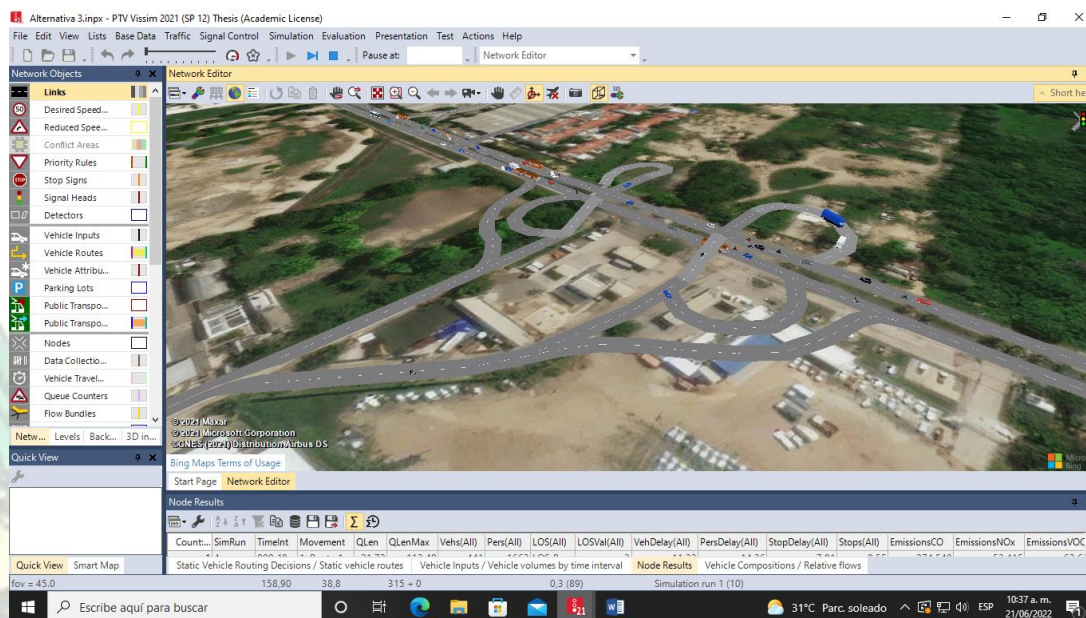 Alternativa 3.inpx - PTV Vissim 2021 (SP 12) Thesis (Academic License)
File Edit View Lists Base Data Traffic Signal Control Simulation Evaluation Presentation Test Actions Help
Pause at: Network Editor
Network Objects
Links
Desired Speed...
Reduced Spee...
Conflict Areas
Priority Rules
Stop Signs
Signal Heads
Detectors
Vehicle Inputs
Vehicle Routes
Vehicle Attribu...
Parking Lots
Public Transpo...
Public Transpo...
Nodes
Data Collectio...
Vehicle Travel...
Queue Counters
Flow Bundles
Netw... Levels Back... 3D in...
Quick View
Quick View Smart Map
Network Editor
Short he
© 2021 Maxar
© 2021 Microsoft Corporation
©CNES (2021) Distribution Airbus DS
Bing Maps Terms of Usage
Micro
Bing
Start Page Network Editor
Node Results
Count:... SimRun TimeInt Movement QLen QLenMax Vehs(All) Pers(All) LOS(All) LOSVal(All) VehDelay(All) PersDelay(All) StopDelay(All) Stops(All) EmissionsCO EmissionsNOx EmissionsVOC
Static Vehicle Routing Decisions / Static vehicle routes Vehicle Inputs / Vehicle volumes by time interval Node Results Vehicle Compositions / Relative flows
fov = 45.0 158,90 38,8 315 + 0 0,3 (89) Simulation run 1 (10)
Escribe aquí para buscar 31°C Parc. soleado ESP 10:37 a. m.
21/06/2022